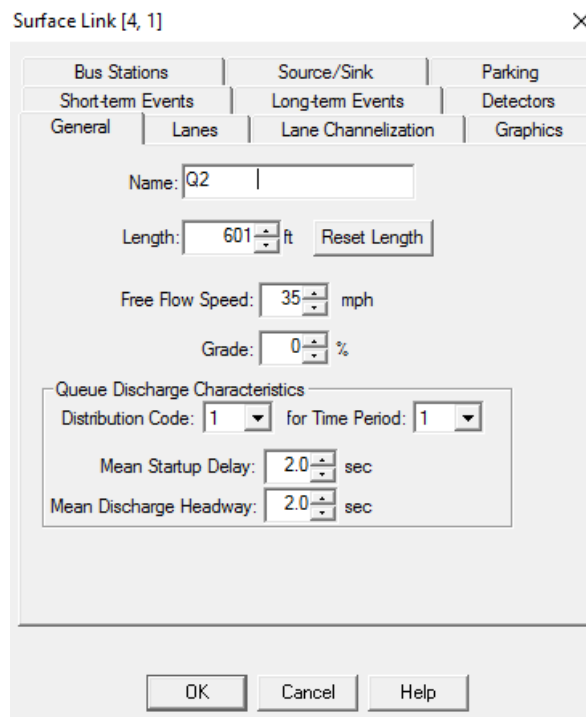 Surface Link [4, 1]
Bus Stations Source/Sink Parking
Short-term Events Long-term Events Detectors
General Lanes Lane Channelization Graphics
Name: Q2
Length: 601 ft Reset Length
Free Flow Speed: 35 mph
Grade: 0 %
Queue Discharge Characteristics
Distribution Code: 1 for Time Period: 1
Mean Startup Delay: 2.0 sec
Mean Discharge Headway: 2.0 sec
OK Cancel Help